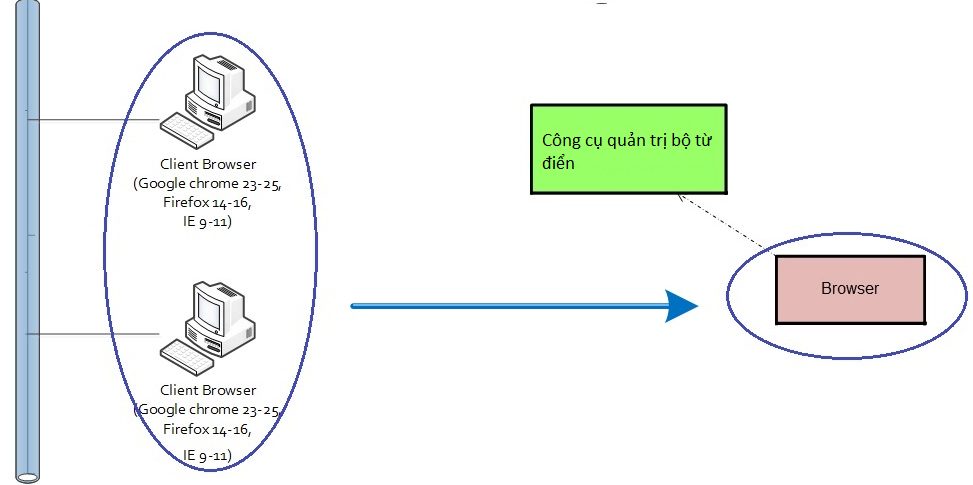 Client Browser
(Google chrome 23-25,
Firefox 14-16,
IE 9-11)
Client Browser
(Google chrome 23-25,
Firefox 14-16,
IE 9-11)
Công cụ quản trị bộ từ
điển
Browser